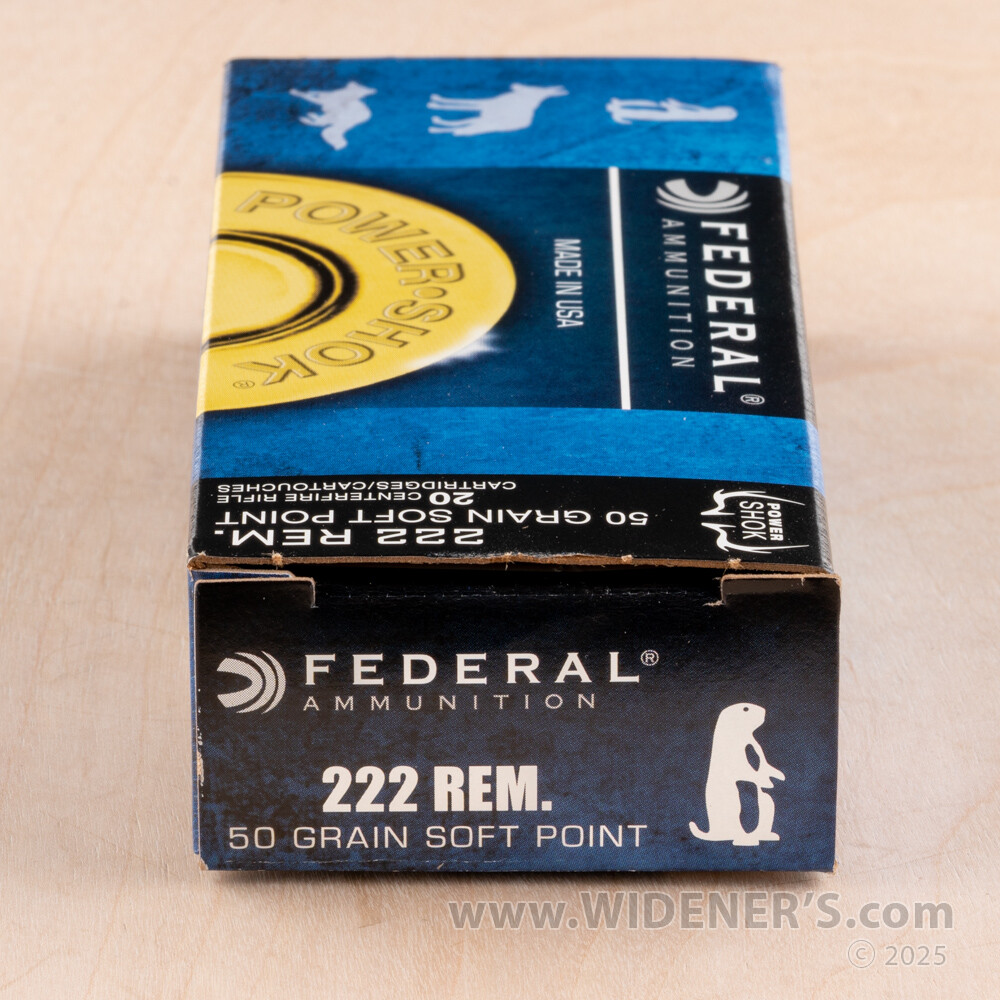 POWER•SHOK®
MADE IN USA
FEDERAL®
AMMUNITION
222 REM.
50 GRAIN SOFT POINT
20 CENTERFIRE RIFLE
CARTRIDGES/CARTOUCHES
POWER
SHOK
FEDERAL®
AMMUNITION
222 REM.
50 GRAIN SOFT POINT
www.WIDENER'S.com
© 2025